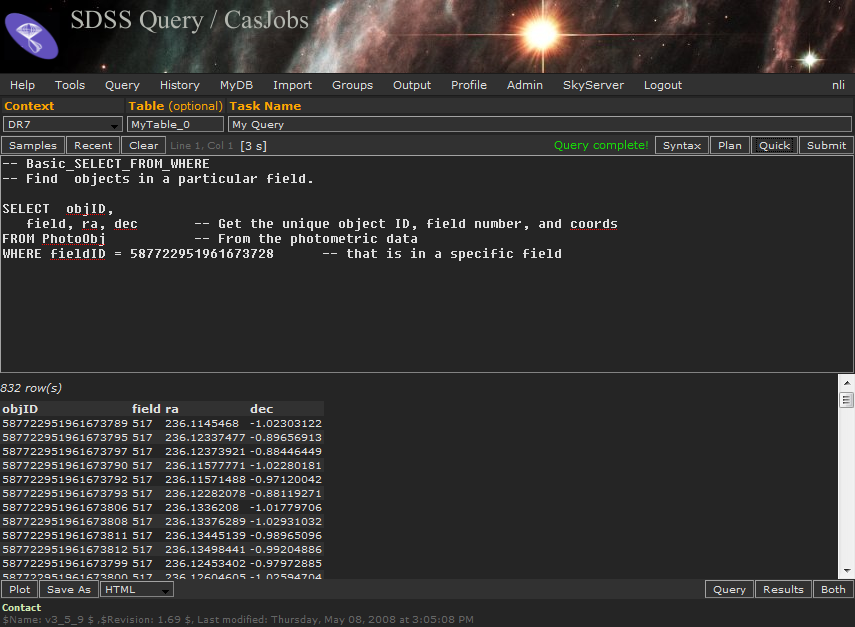 SDSS Query / CasJobs
Help Tools Query History MyDB Import Groups Output Profile Admin SkyServer Logout nli
Context Table (optional) Task Name
DR7 MyTable_0 My Query
Samples Recent Clear Line 1, Col 1 [3 s] Query complete! Syntax Plan Quick Submit
-- Basic_SELECT_FROM_WHERE
-- Find objects in a particular field.
SELECT objID,
field, ra, dec -- Get the unique object ID, field number, and coords
FROM PhotoObj -- From the photometric data
WHERE fieldID = 587722951961673728 -- that is in a specific field
832 row(s)
objID field ra dec
587722951961673789 517 236.1145468 -1.02303122
587722951961673795 517 236.12337477 -0.89656913
587722951961673797 517 236.12373921 -0.88446449
587722951961673790 517 236.11577771 -1.02280181
587722951961673792 517 236.11571488 -0.97120042
587722951961673793 517 236.12282078 -0.88119271
587722951961673806 517 236.1336208 -1.01779706
587722951961673808 517 236.13376289 -1.02931032
587722951961673811 517 236.13445139 -0.98965096
587722951961673812 517 236.13498441 -0.99204886
587722951961673799 517 236.12453402 -0.97972885
587722951961673800 517 236.12604605 -1.02594704
Plot Save As HTML Query Results Both
Contact
$Name: v3_5_9 $ ,$Revision: 1.69 $, Last modified: Thursday, May 08, 2008 at 3:05:08 PM